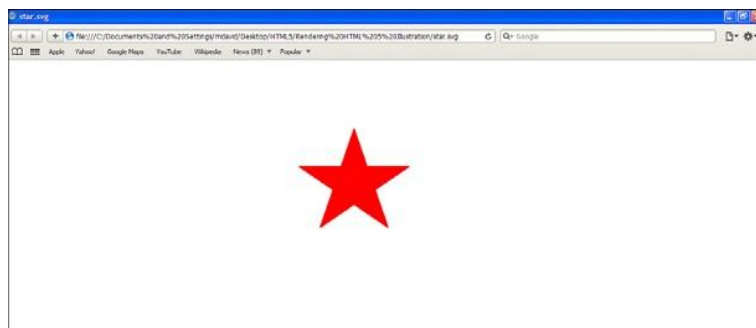 star.svg
file:///C:/Documents%20and%20Settings/mdavid/Desktop/HTML5/Rendering%20HTML%205%20Illustration/star.svg Google
Apple Yahoo! Google Maps YouTube Wikipedia News (91) Popular